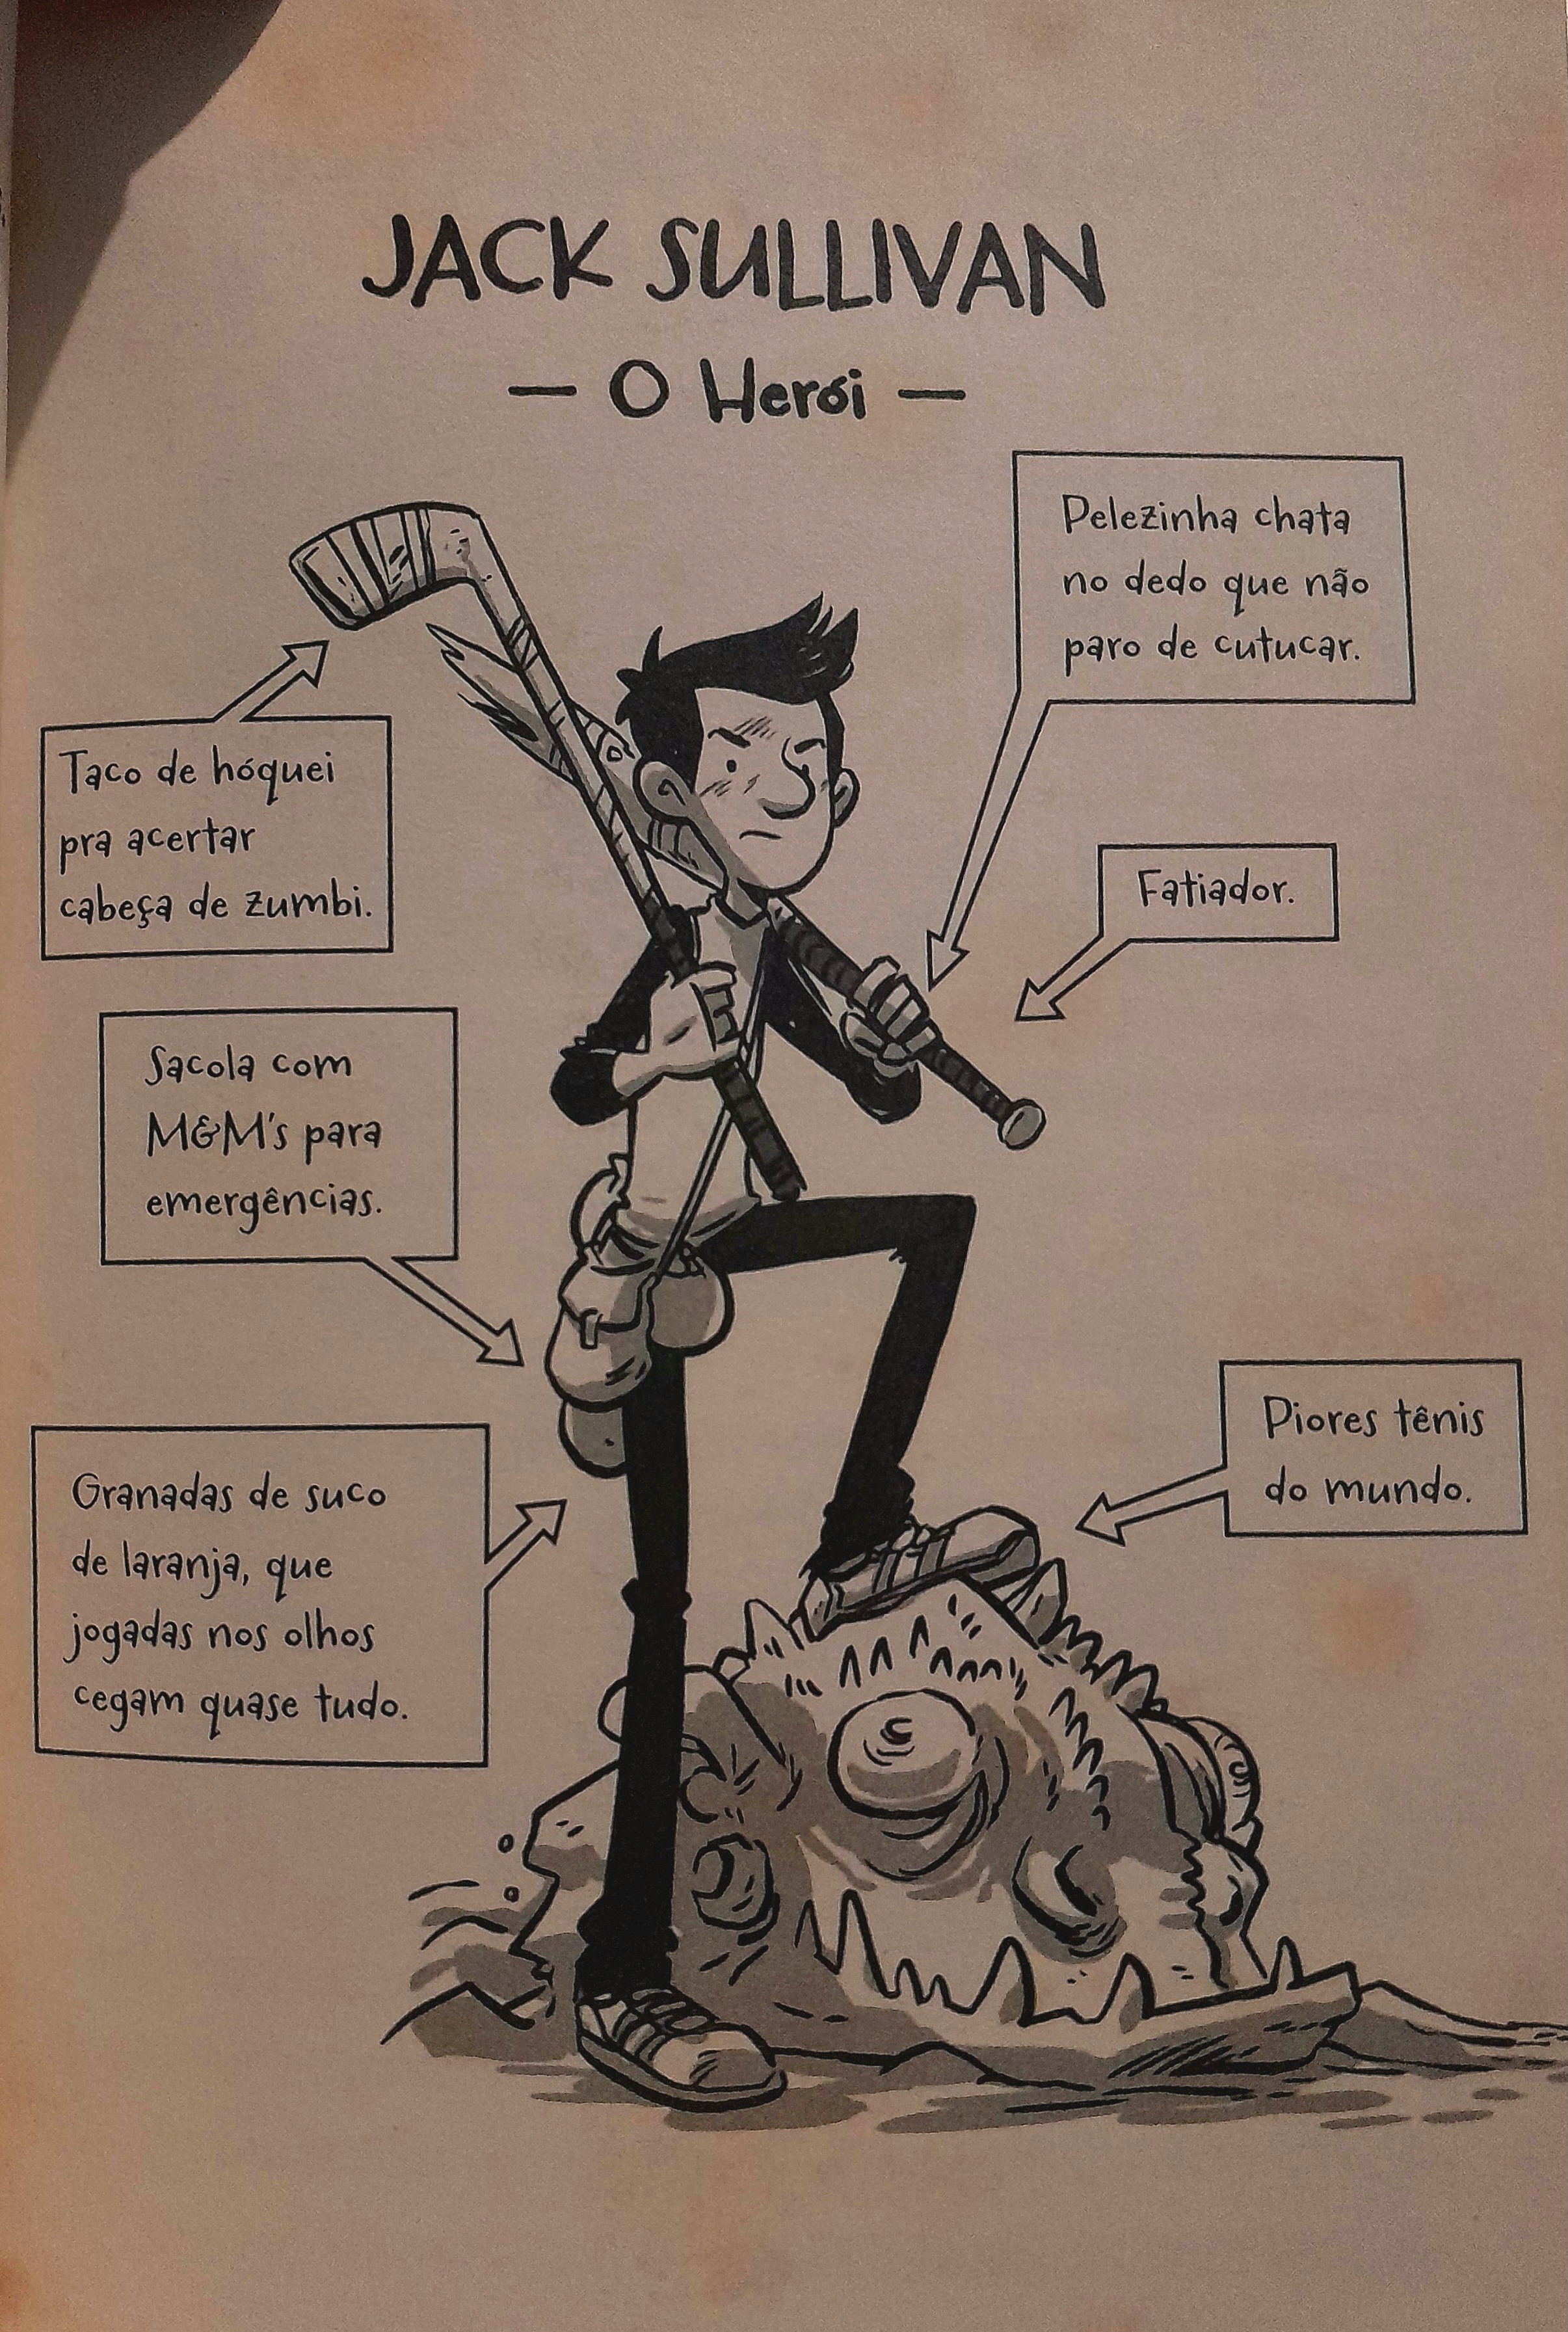 JACK SULLIVAN
— O Herói —
Pelezinha chata
no dedo que não
paro de cutucar.
Taco de hóquei
pra acertar
cabeça de zumbi.
Fatiador.
Sacola com
M&M's para
emergências.
Piores tênis
do mundo.
Granadas de suco
de laranja, que
jogadas nos olhos
cegam quase tudo.